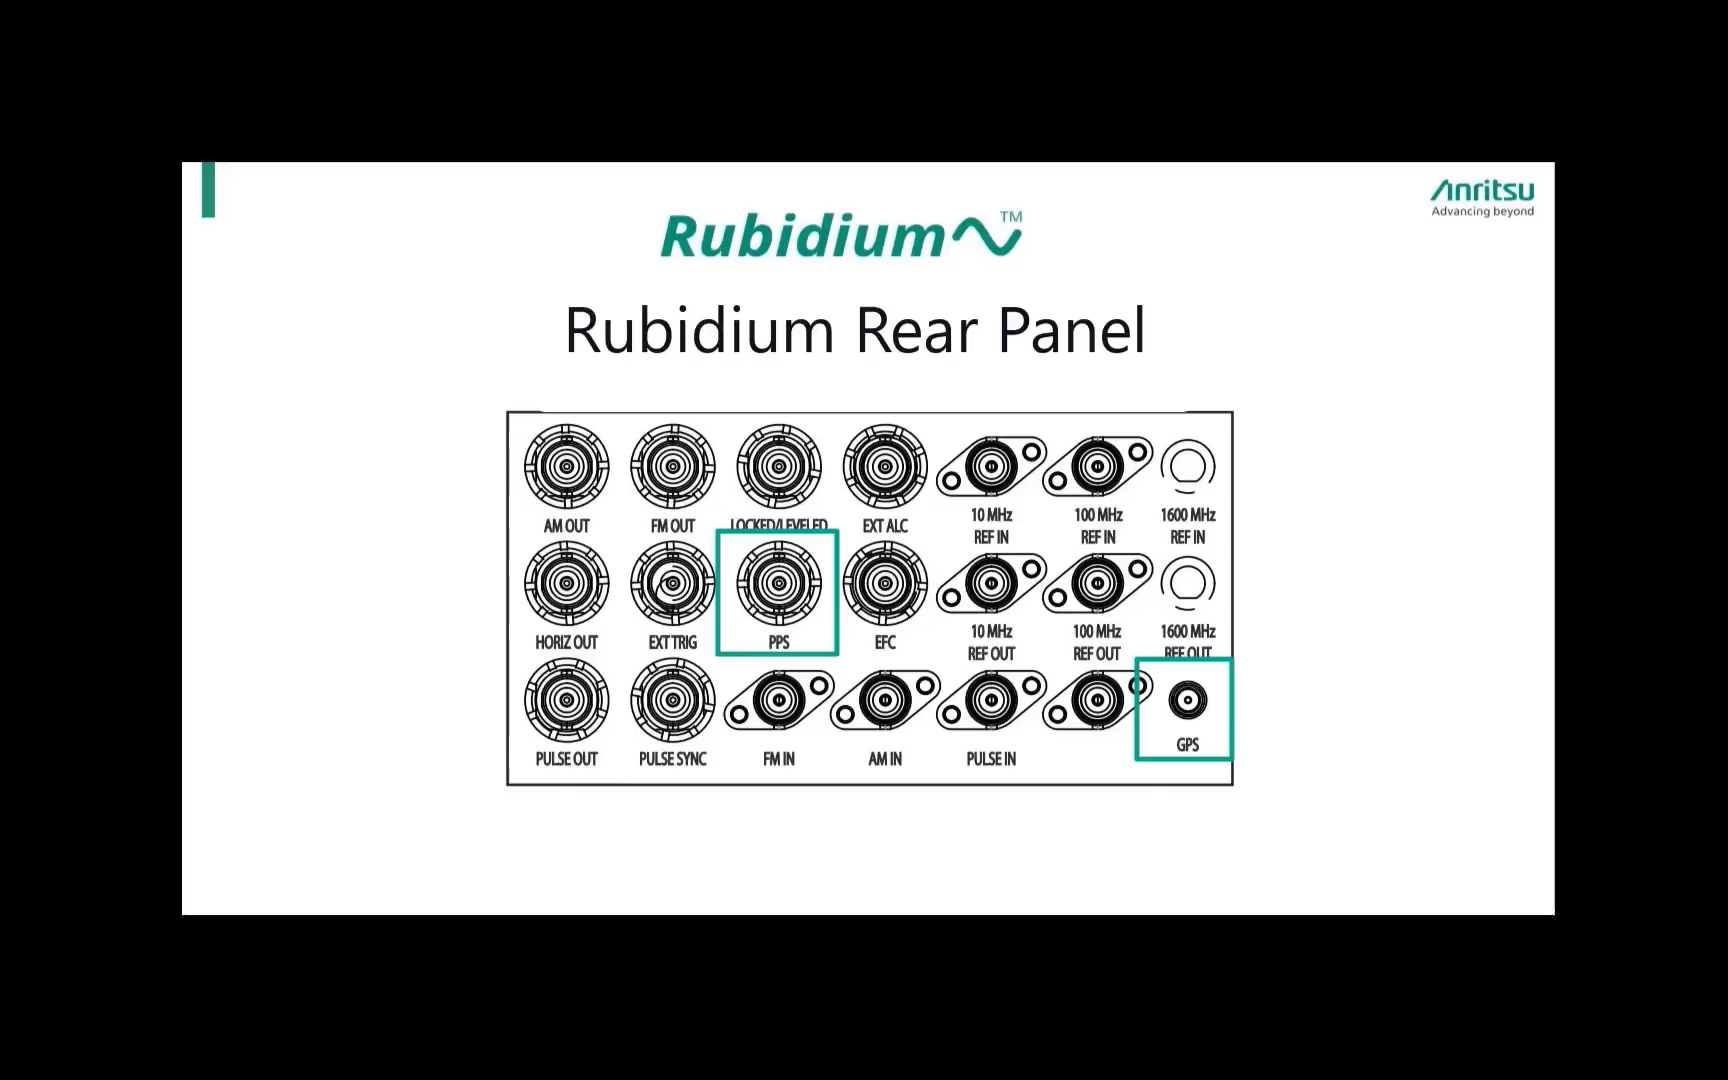 Anritsu
Advancing beyond
Rubidium™
Rubidium Rear Panel
AM OUT FM OUT LOCKED/LEVELED EXT ALC 10 MHz REF IN 100 MHz REF IN 1600 MHz REF IN
HORIZ OUT EXT TRIG PPS EFC 10 MHz REF OUT 100 MHz REF OUT 1600 MHz REF OUT
PULSE OUT PULSE SYNC FM IN AM IN PULSE IN GPS